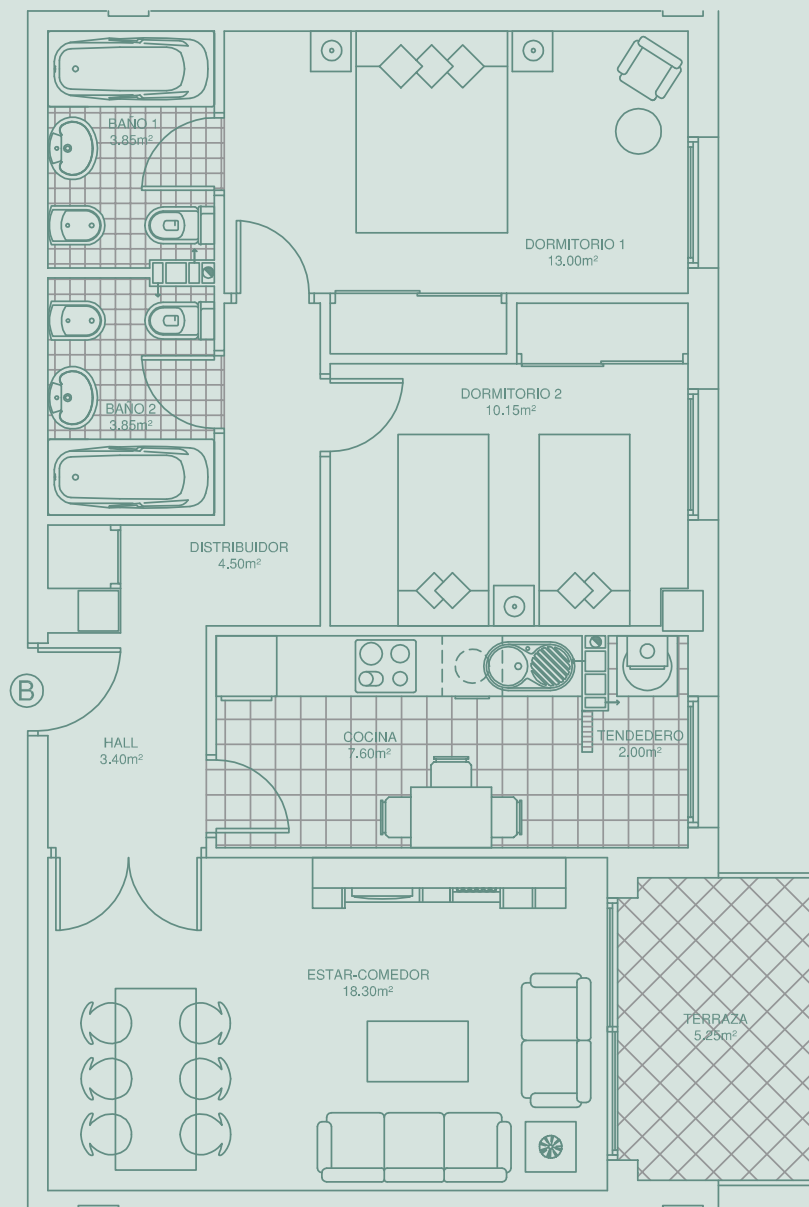 BAÑO 1
3.85m²
DORMITORIO 1
13.00m²
DORMITORIO 2
10.15m²
BAÑO 2
3.85m²
DISTRIBUIDOR
4.50m²
B
HALL
3.40m²
COCINA
7.60m²
TENDEDERO
2.00m²
ESTAR-COMEDOR
18.30m²
TERRAZA
5.25m²